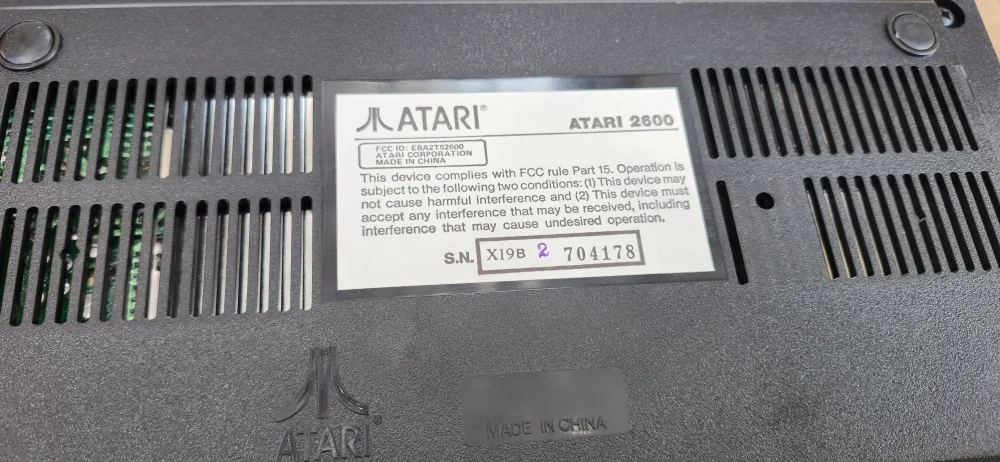 ATARI®
ATARI 2600
FCC ID: EBA2T82600
ATARI CORPORATION
MADE IN CHINA
This device complies with FCC rule Part 15. Operation is
subject to the following two conditions: (1) This device may
not cause harmful interference and (2) This device must
accept any interference that may be received, including
interference that may cause undesired operation.
S.N. X19B 2 704178
ATARI®
MADE IN CHINA